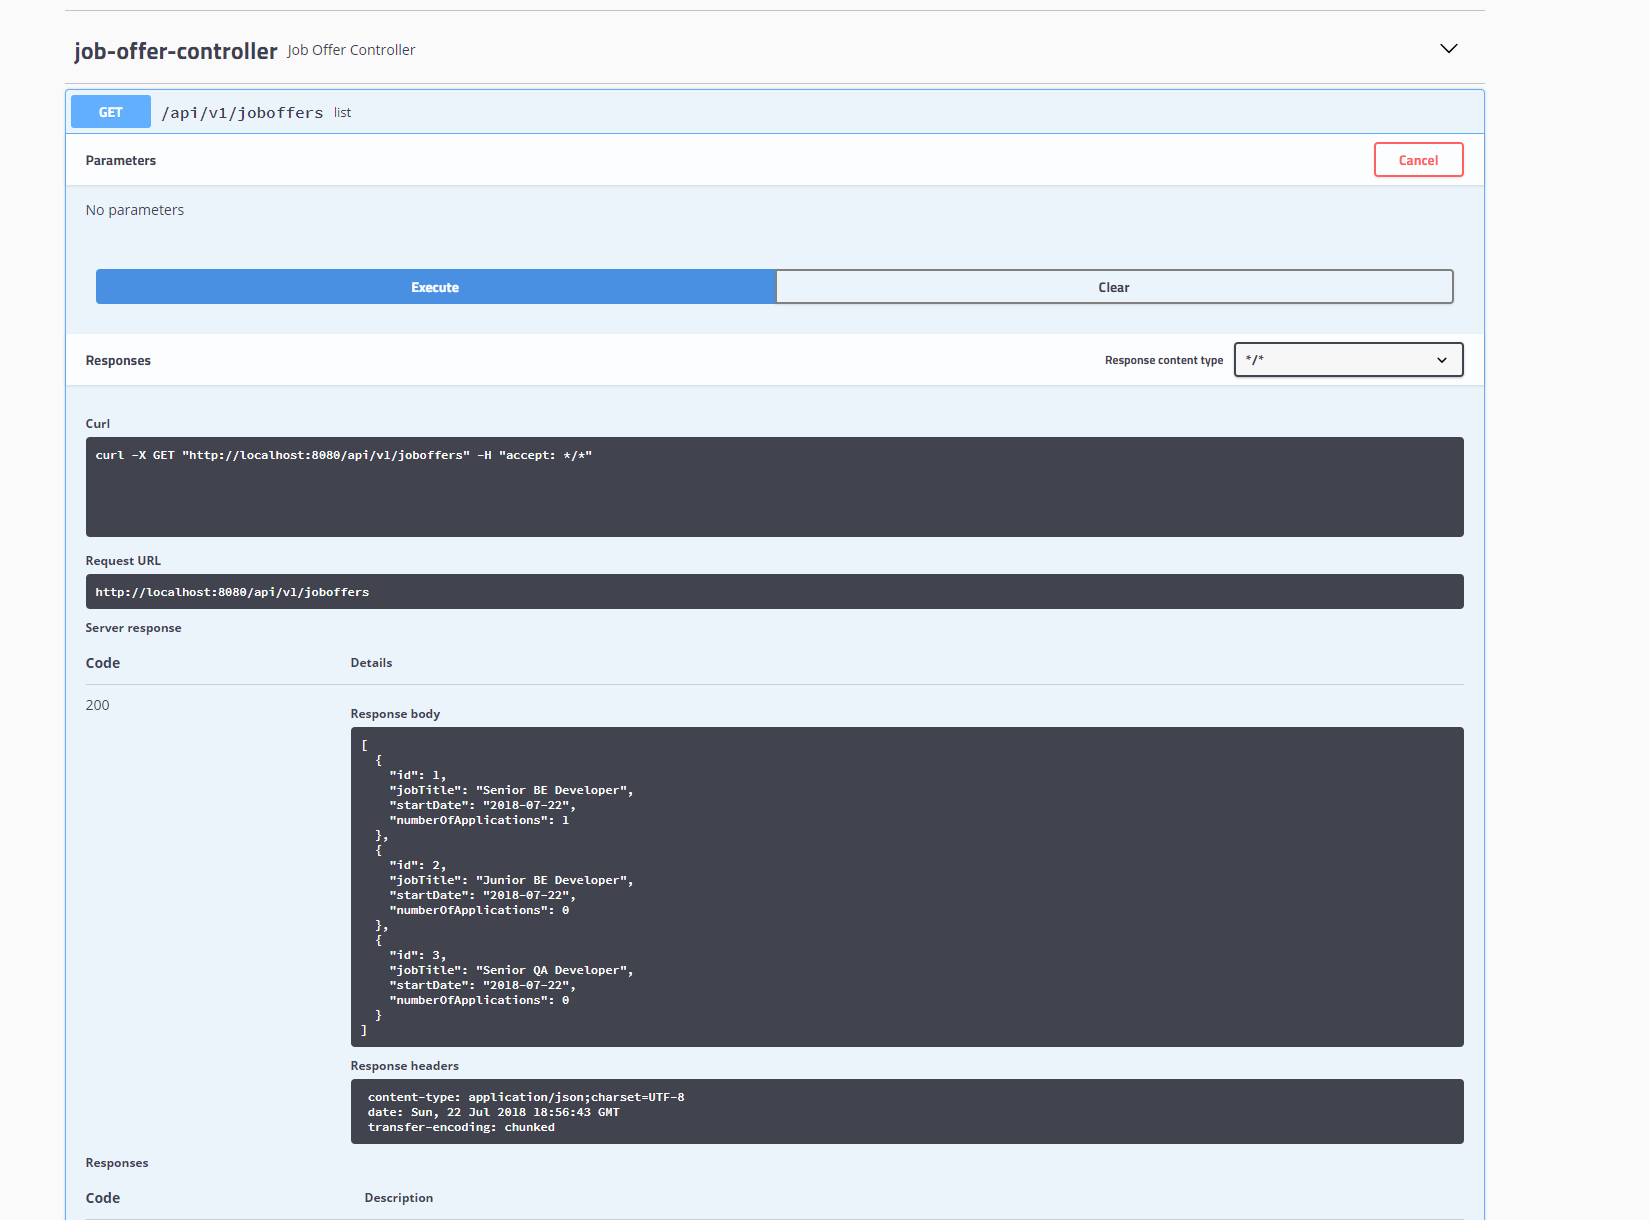 job-offer-controller Job Offer Controller
GET /api/v1/joboffers list
Parameters Cancel
No parameters
Execute Clear
Responses Response content type */*
Curl
curl -X GET "http://localhost:8080/api/v1/joboffers" -H "accept: */*"
Request URL
http://localhost:8080/api/v1/joboffers
Server response
Code Details
200
Response body
[
  {
    "id": 1,
    "jobTitle": "Senior BE Developer",
    "startDate": "2018-07-22",
    "numberOfApplications": 1
  },
  {
    "id": 2,
    "jobTitle": "Junior BE Developer",
    "startDate": "2018-07-22",
    "numberOfApplications": 0
  },
  {
    "id": 3,
    "jobTitle": "Senior QA Developer",
    "startDate": "2018-07-22",
    "numberOfApplications": 0
  }
]
Response headers
content-type: application/json;charset=UTF-8
date: Sun, 22 Jul 2018 18:56:43 GMT
transfer-encoding: chunked
Responses
Code Description